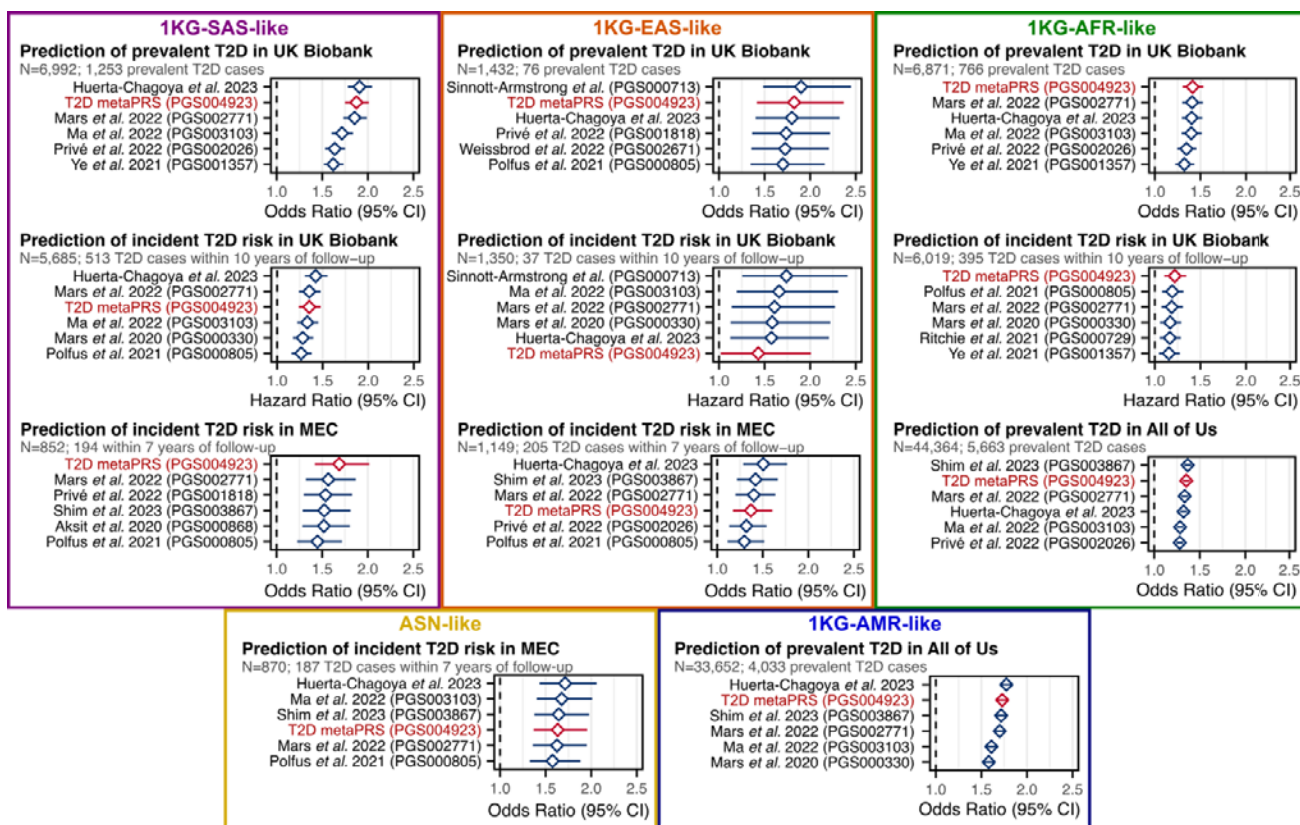 1KG-SAS-like
Prediction of prevalent T2D in UK Biobank
N=6,992; 1,253 prevalent T2D cases
Huerta-Chagoya et al. 2023
T2D metaPRS (PGS004923)
Mars et al. 2022 (PGS002771)
Ma et al. 2022 (PGS003103)
Privé et al. 2022 (PGS002026)
Ye et al. 2021 (PGS001357)
1.0 1.5 2.0 2.5
Odds Ratio (95% CI)
Prediction of incident T2D risk in UK Biobank
N=5,685; 513 T2D cases within 10 years of follow-up
Huerta-Chagoya et al. 2023
Mars et al. 2022 (PGS002771)
T2D metaPRS (PGS004923)
Ma et al. 2022 (PGS003103)
Mars et al. 2020 (PGS000330)
Polfus et al. 2021 (PGS000805)
1.0 1.5 2.0 2.5
Hazard Ratio (95% CI)
Prediction of incident T2D risk in MEC
N=852; 194 within 7 years of follow-up
T2D metaPRS (PGS004923)
Mars et al. 2022 (PGS002771)
Privé et al. 2022 (PGS001818)
Shim et al. 2023 (PGS003867)
Aksit et al. 2020 (PGS000868)
Polfus et al. 2021 (PGS000805)
1.0 1.5 2.0 2.5
Odds Ratio (95% CI)
1KG-EAS-like
Prediction of prevalent T2D in UK Biobank
N=1,432; 76 prevalent T2D cases
Sinnott-Armstrong et al. (PGS000713)
T2D metaPRS (PGS004923)
Huerta-Chagoya et al. 2023
Privé et al. 2022 (PGS001818)
Weissbrod et al. 2022 (PGS002671)
Polfus et al. 2021 (PGS000805)
1.0 1.5 2.0 2.5
Odds Ratio (95% CI)
Prediction of incident T2D risk in UK Biobank
N=1,350; 37 T2D cases within 10 years of follow-up
Sinnott-Armstrong et al. (PGS000713)
Ma et al. 2022 (PGS003103)
Mars et al. 2022 (PGS002771)
Mars et al. 2020 (PGS000330)
Huerta-Chagoya et al. 2023
T2D metaPRS (PGS004923)
1.0 1.5 2.0 2.5
Hazard Ratio (95% CI)
Prediction of incident T2D risk in MEC
N=1,149; 205 T2D cases within 7 years of follow-up
Huerta-Chagoya et al. 2023
Shim et al. 2023 (PGS003867)
Mars et al. 2022 (PGS002771)
T2D metaPRS (PGS004923)
Privé et al. 2022 (PGS002026)
Polfus et al. 2021 (PGS000805)
1.0 1.5 2.0 2.5
Odds Ratio (95% CI)
1KG-AFR-like
Prediction of prevalent T2D in UK Biobank
N=6,871; 766 prevalent T2D cases
T2D metaPRS (PGS004923)
Mars et al. 2022 (PGS002771)
Huerta-Chagoya et al. 2023
Ma et al. 2022 (PGS003103)
Privé et al. 2022 (PGS002026)
Ye et al. 2021 (PGS001357)
1.0 1.5 2.0 2.5
Odds Ratio (95% CI)
Prediction of incident T2D risk in UK Biobank
N=6,019; 395 T2D cases within 10 years of follow-up
T2D metaPRS (PGS004923)
Polfus et al. 2021 (PGS000805)
Mars et al. 2022 (PGS002771)
Mars et al. 2020 (PGS000330)
Ritchie et al. 2021 (PGS000729)
Ye et al. 2021 (PGS001357)
1.0 1.5 2.0 2.5
Hazard Ratio (95% CI)
Prediction of prevalent T2D in All of Us
N=44,364; 5,663 prevalent T2D cases
Shim et al. 2023 (PGS003867)
T2D metaPRS (PGS004923)
Mars et al. 2022 (PGS002771)
Huerta-Chagoya et al. 2023
Ma et al. 2022 (PGS003103)
Privé et al. 2022 (PGS002026)
1.0 1.5 2.0 2.5
Odds Ratio (95% CI)
ASN-like
Prediction of incident T2D risk in MEC
N=870; 187 T2D cases within 7 years of follow-up
Huerta-Chagoya et al. 2023
Ma et al. 2022 (PGS003103)
Shim et al. 2023 (PGS003867)
T2D metaPRS (PGS004923)
Mars et al. 2022 (PGS002771)
Polfus et al. 2021 (PGS000805)
1.0 1.5 2.0 2.5
Odds Ratio (95% CI)
1KG-AMR-like
Prediction of prevalent T2D in All of Us
N=33,652; 4,033 prevalent T2D cases
Huerta-Chagoya et al. 2023
T2D metaPRS (PGS004923)
Shim et al. 2023 (PGS003867)
Mars et al. 2022 (PGS002771)
Ma et al. 2022 (PGS003103)
Mars et al. 2020 (PGS000330)
1.0 1.5 2.0 2.5
Odds Ratio (95% CI)